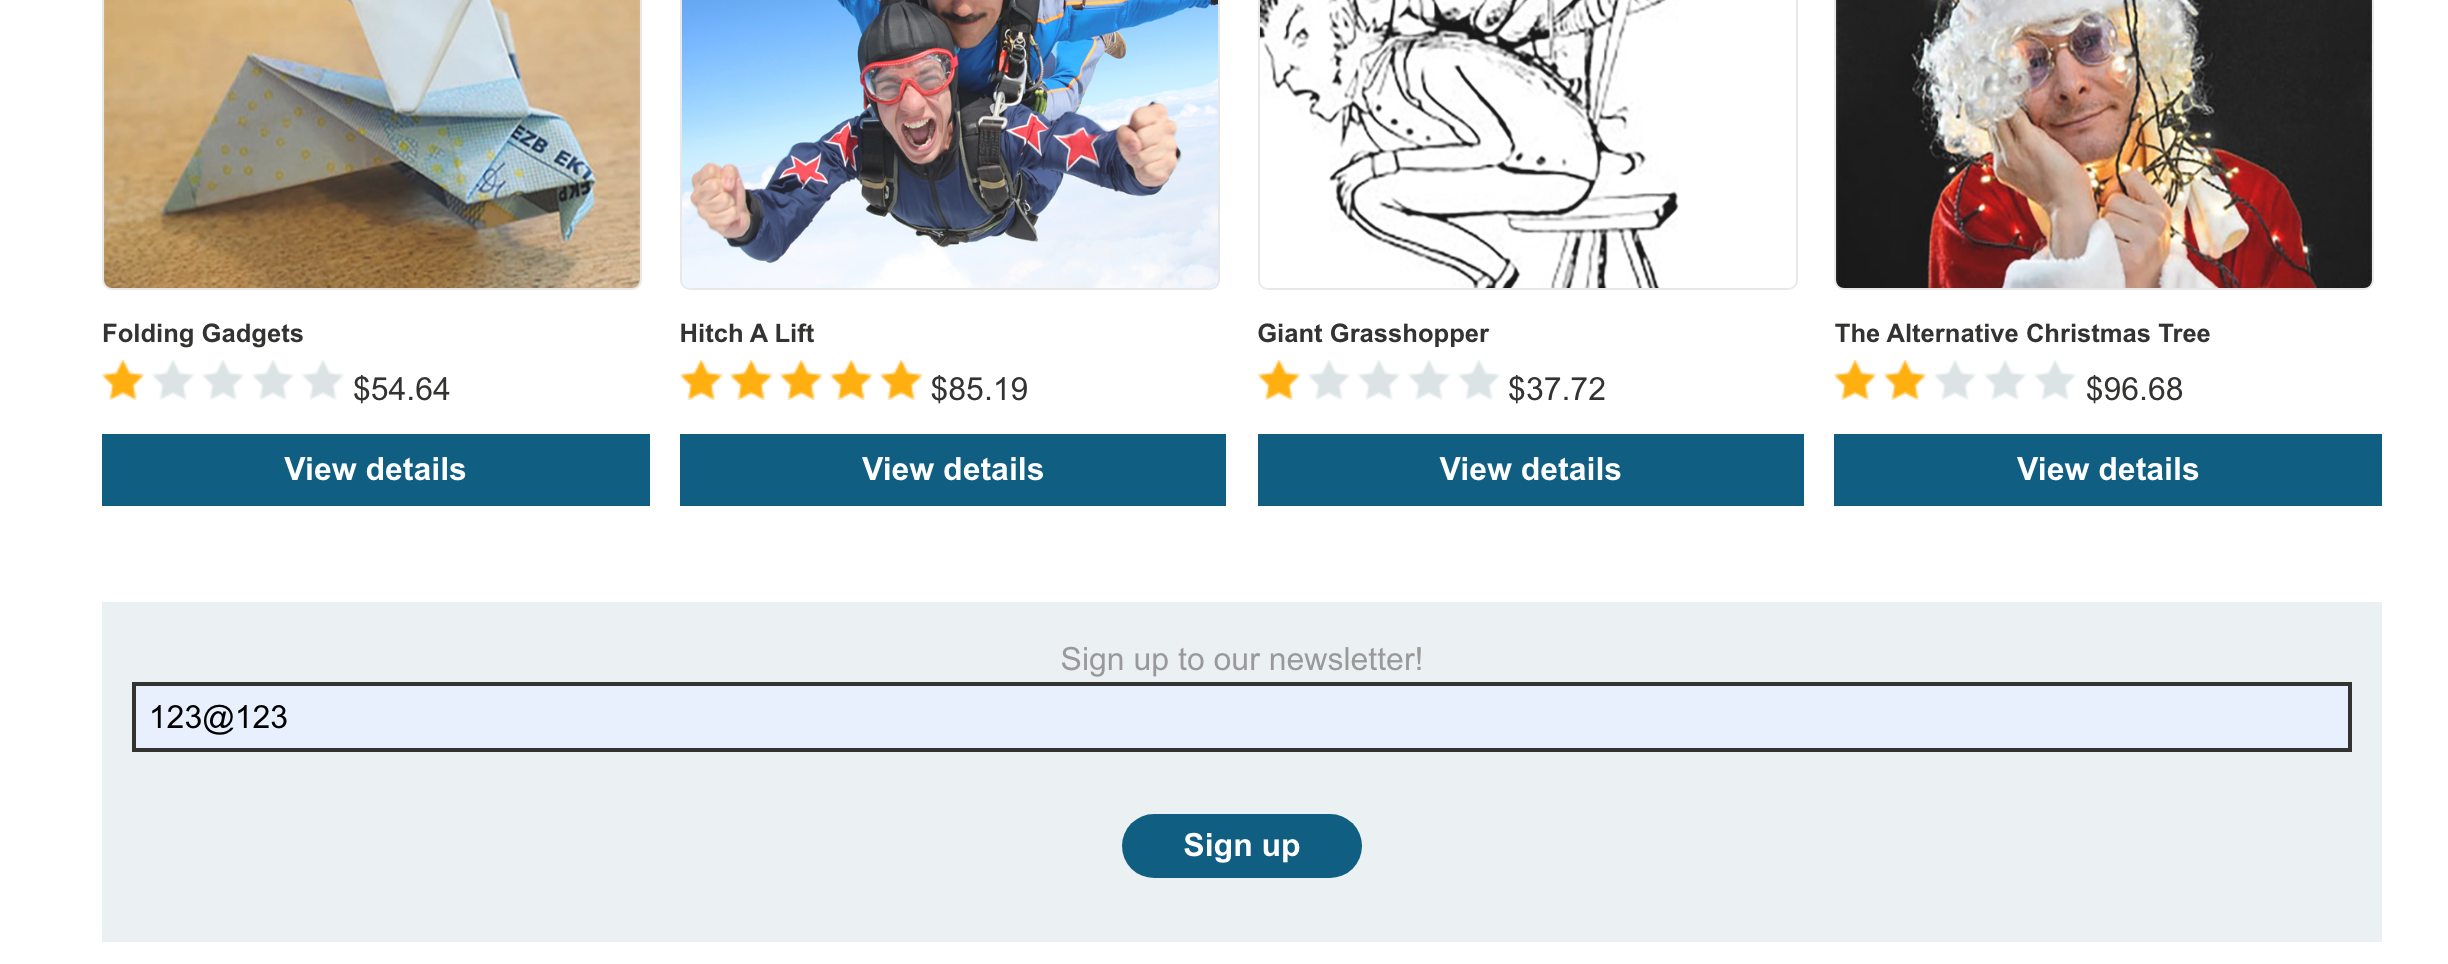 EZB EKT
EKP
Folding Gadgets
Hitch A Lift
Giant Grasshopper
The Alternative Christmas Tree
$54.64
$85.19
$37.72
$96.68
View details
View details
View details
View details
Sign up to our newsletter!
123@123
Sign up